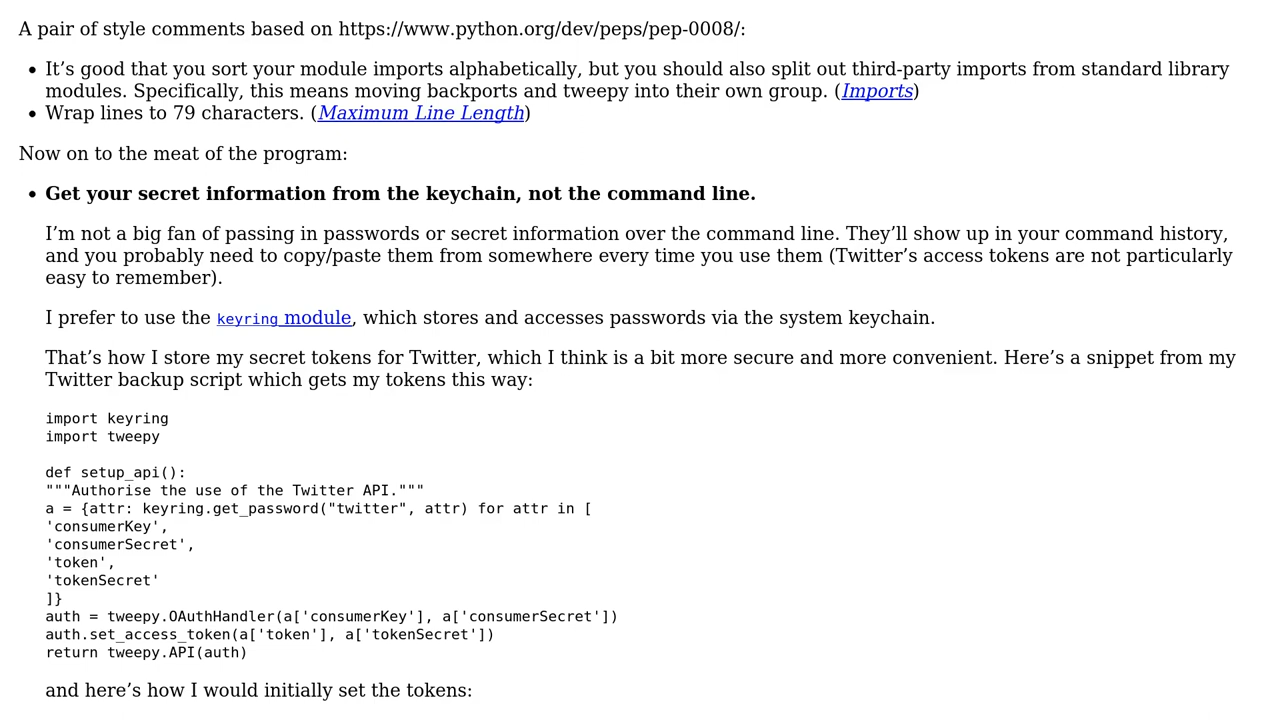 A pair of style comments based on https://www.python.org/dev/peps/pep-0008/:
• It’s good that you sort your module imports alphabetically, but you should also split out third-party imports from standard library
modules. Specifically, this means moving backports and tweepy into their own group. (Imports)
• Wrap lines to 79 characters. (Maximum Line Length)
Now on to the meat of the program:
• Get your secret information from the keychain, not the command line.
I’m not a big fan of passing in passwords or secret information over the command line. They’ll show up in your command history,
and you probably need to copy/paste them from somewhere every time you use them (Twitter’s access tokens are not particularly
easy to remember).
I prefer to use the keyring module, which stores and accesses passwords via the system keychain.
That’s how I store my secret tokens for Twitter, which I think is a bit more secure and more convenient. Here’s a snippet from my
Twitter backup script which gets my tokens this way:
import keyring
import tweepy
def setup_api():
"""Authorise the use of the Twitter API."""
a = {attr: keyring.get_password("twitter", attr) for attr in [
'consumerKey',
'consumerSecret',
'token',
'tokenSecret'
]}
auth = tweepy.OAuthHandler(a['consumerKey'], a['consumerSecret'])
auth.set_access_token(a['token'], a['tokenSecret'])
return tweepy.API(auth)
and here’s how I would initially set the tokens: